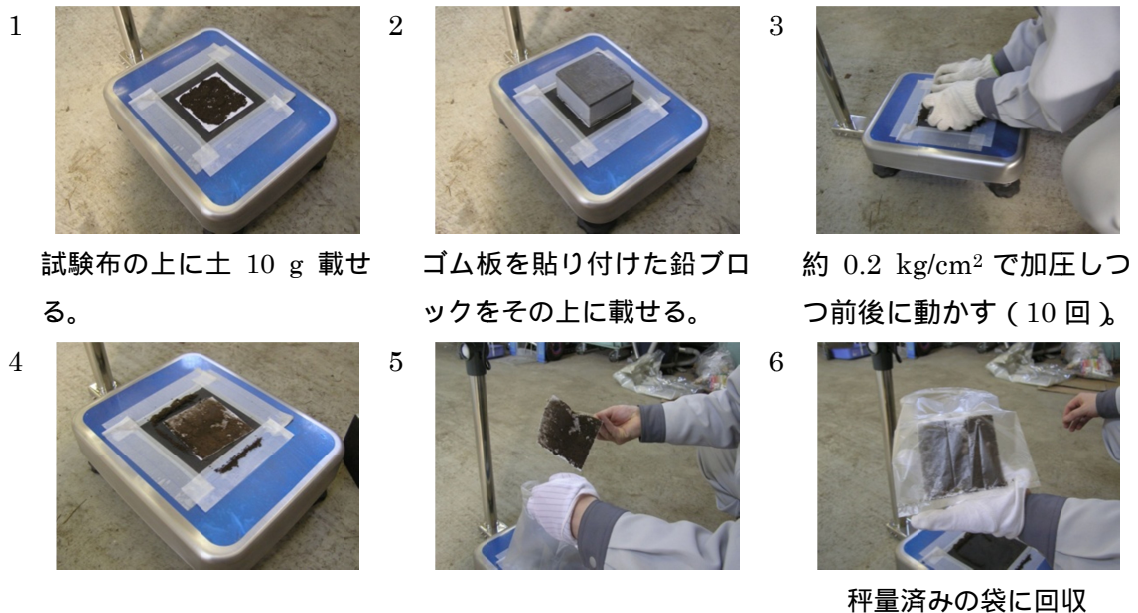 1
2
3
試験布の上に土 10 g 載せ
る。
ゴム板を貼り付けた鉛ブロ
ックをその上に載せる。
約 0.2 kg/cm² で加圧しつ
つ前後に動かす(10 回)。
4
5
6
秤量済みの袋に回収